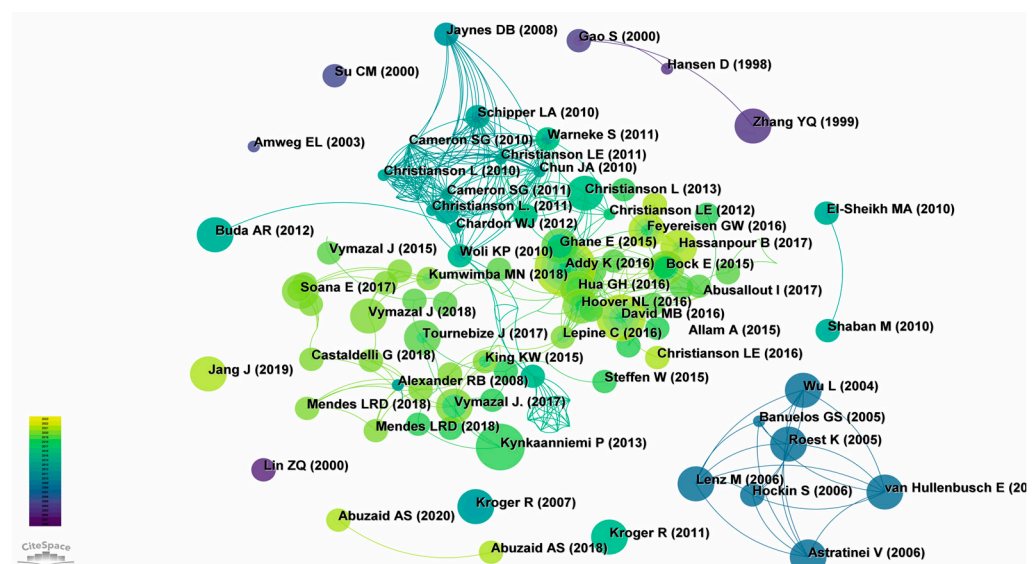 Jaynes DB (2008)
Gao S (2000)
Hansen D (1998)
Su CM (2000)
Schipper LA (2010)
Zhang YQ (1999)
Warneke S (2011)
Cameron SG (2010)
Amweg EL (2003)
Christianson LE (2011)
Chun JA (2010)
Christianson L (2010)
Cameron SG (2011)
Christianson L (2013)
Christianson L. (2011)
Christianson LE (2012)
El-Sheikh MA (2010)
Chardon WJ (2012)
Feyereisen GW (2016)
Buda AR (2012)
Ghane E (2015)
Hassanpour B (2017)
Vymazal J (2015)
Woli KP (2010)
Addy K (2016)
Bock E (2015)
Kumwimba MN (2018)
Soana E (2017)
Hua GH (2016)
Abusallout I (2017)
Hoover NL (2016)
Vymazal J (2018)
David MB (2016)
Allam A (2015)
Shaban M (2010)
Tournebize J (2017)
Lepine C (2016)
Castaldelli G (2018)
King KW (2015)
Christianson LE (2016)
Jang J (2019)
Alexander RB (2008)
Steffen W (2015)
Wu L (2004)
Mendes LRD (2018)
Vymazal J. (2017)
Banuelos GS (2005)
Mendes LRD (2018)
Kynkaanniemi P (2013)
Roest K (2005)
Lin ZQ (2000)
Lenz M (2006)
Hockin S (2006)
van Hullenbusch E (20
Kroger R (2007)
Abuzaid AS (2020)
Kroger R (2011)
Abuzaid AS (2018)
Astratinei V (2006)
CiteSpace